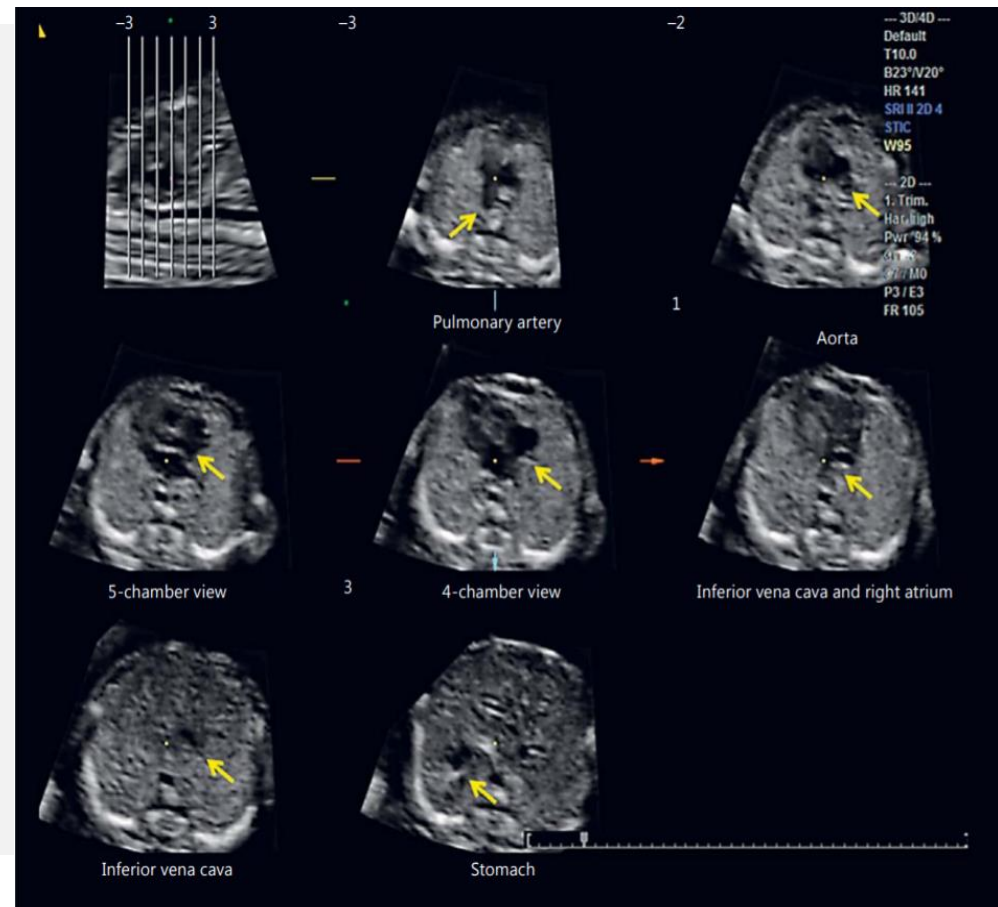 -3 3 -3 -2
--- 3D/4D ---
Default
T10.0
B23°/V20°
HR 141
SRI II 2D 4
STIC
W95
--- 2D ---
1. Trim.
Har-high
Pwr 94 %
P3 / E3
FR 105
Pulmonary artery
1
Aorta
5-chamber view
3
4-chamber view
Inferior vena cava and right atrium
Inferior vena cava
Stomach